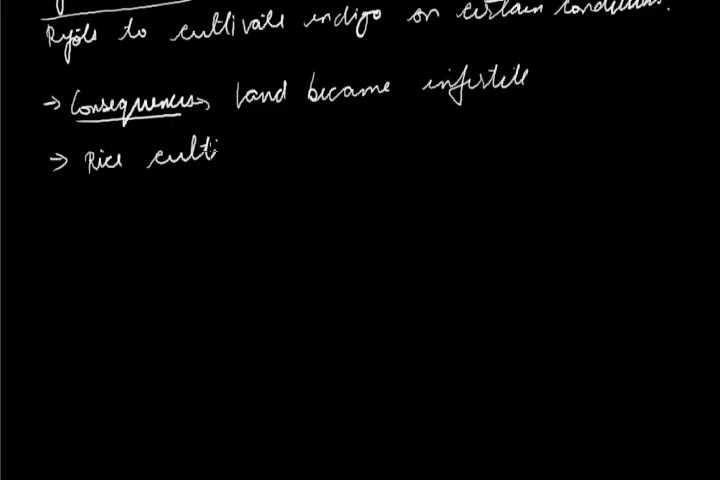 Ryots to cultivate indigo on certain conditions.
→ Consequences → Land became infertile
→ Rice culti